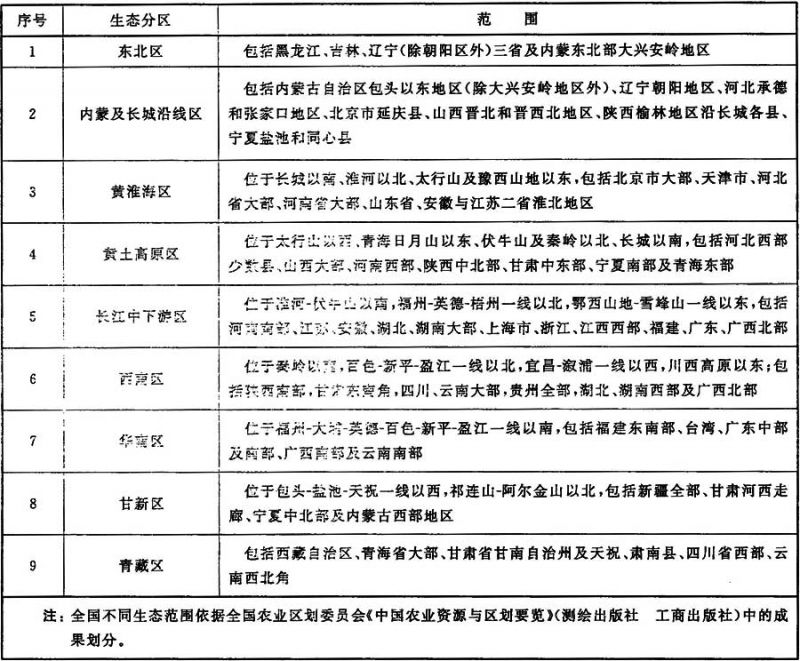 序号 生态分区 范 围
1 东北区 包括黑龙江、吉林、辽宁(除朝阳区外)三省及内蒙东北部大兴安岭地区
2 内蒙及长城沿线区 包括内蒙古自治区包头以东地区(除大兴安岭地区外)、辽宁朝阳地区、河北承德
和张家口地区、北京市延庆县、山西晋北和晋西北地区、陕西榆林地区沿长城各县、
宁夏盐池和同心县
3 黄淮海区 位于长城以南、淮河以北、太行山及豫西山地以东,包括北京市大部、天津市、河北
省大部、河南省大部、山东省、安徽与江苏二省淮北地区
4 黄土高原区 位于太行山以西、青海日月山以东、伏牛山及秦岭以北、长城以南,包括河北西部
少数县、山西大部、河南西部、陕西中北部、甘肃中东部、宁夏南部及青海东部
5 长江中下游区 位于淮河-伏牛山以南,福州-英德-梧州一线以北,鄂西山地-雪峰山一线以东,包括
河南南部、江苏、安徽、湖北、湖南大部、上海市、浙江、江西西部、福建、广东、广西北部
6 西南区 位于秦岭以南,百色-新平-盈江一线以北,宜昌-溆浦一线以西,川西高原以东;包
括陕西南部,甘肃东南角,四川、云南大部,贵州全部,湖北、湖南西部及广西北部
7 华南区 位于福州-大埔-英德-百色-新平-盈江一线以南,包括福建东南部、台湾、广东中部
及南部、广西南部及云南南部
8 甘新区 位于包头-盐池-天祝一线以西,祁连山-阿尔金山以北,包括新疆全部、甘肃河西走
廊、宁夏中北部及内蒙古西部地区
9 青藏区 包括西藏自治区、青海省大部、甘肃省甘南自治州及天祝、肃南县、四川省西部、云
南西北角
注:全国不同生态范围依据全国农业区划委员会《中国农业资源与区划要览》(测绘出版社 工商出版社)中的成
果划分。